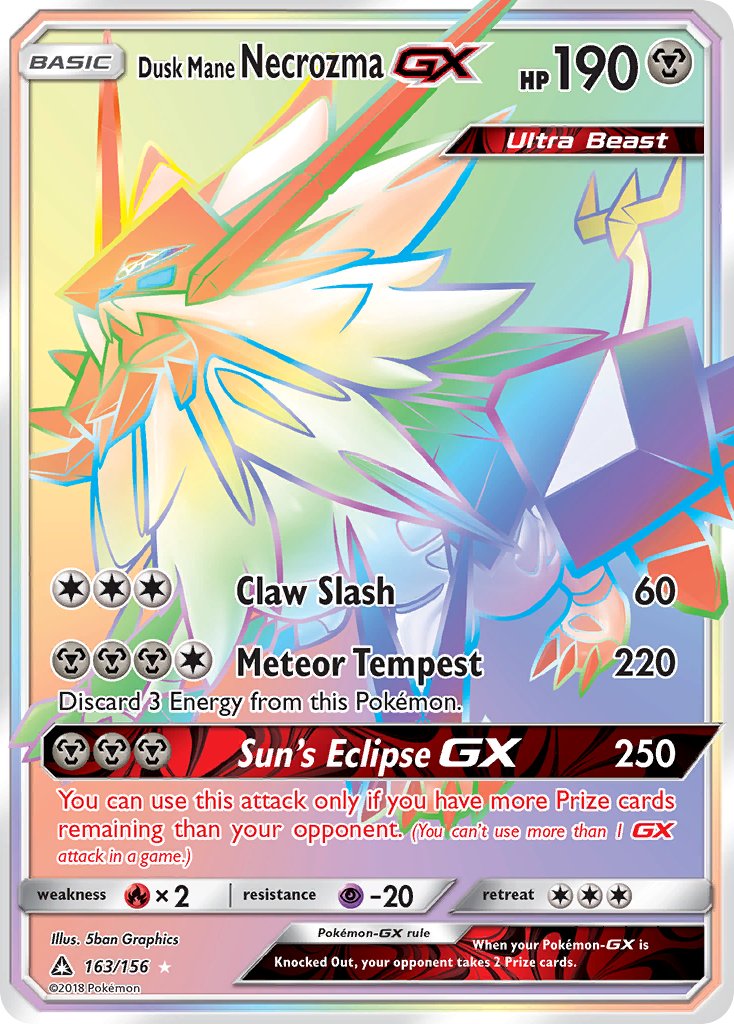 BASIC Dusk Mane Necrozma GX HP 190
Ultra Beast
Claw Slash 60
Meteor Tempest 220
Discard 3 Energy from this Pokémon.
Sun's Eclipse GX 250
You can use this attack only if you have more Prize cards
remaining than your opponent. (You can't use more than 1 GX
attack in a game.)
weakness × 2 resistance -20 retreat
Illus. 5ban Graphics
Pokémon-GX rule
When your Pokémon-GX is
Knocked Out, your opponent takes 2 Prize cards.
163/156
©2018 Pokémon